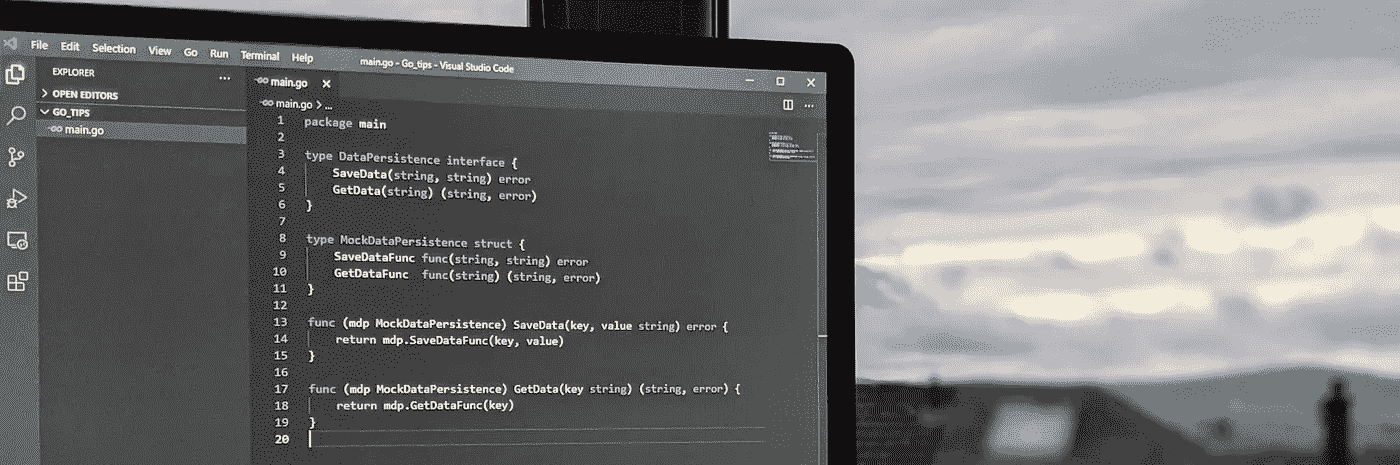 File Edit Selection View Go Run Terminal Help
main.go - Go_tips - Visual Studio Code
EXPLORER
OPEN EDITORS
GO_TIPS
main.go
main.go
main.go > ...
1 package main
2
3 type DataPersistence interface {
4 SaveData(string, string) error
5 GetData(string) (string, error)
6 }
7
8 type MockDataPersistence struct {
9 SaveDataFunc func(string, string) error
10 GetDataFunc func(string) (string, error)
11 }
12
13 func (mdp MockDataPersistence) SaveData(key, value string) error {
14 return mdp.SaveDataFunc(key, value)
15 }
16
17 func (mdp MockDataPersistence) GetData(key string) (string, error) {
18 return mdp.GetDataFunc(key)
19 }
20